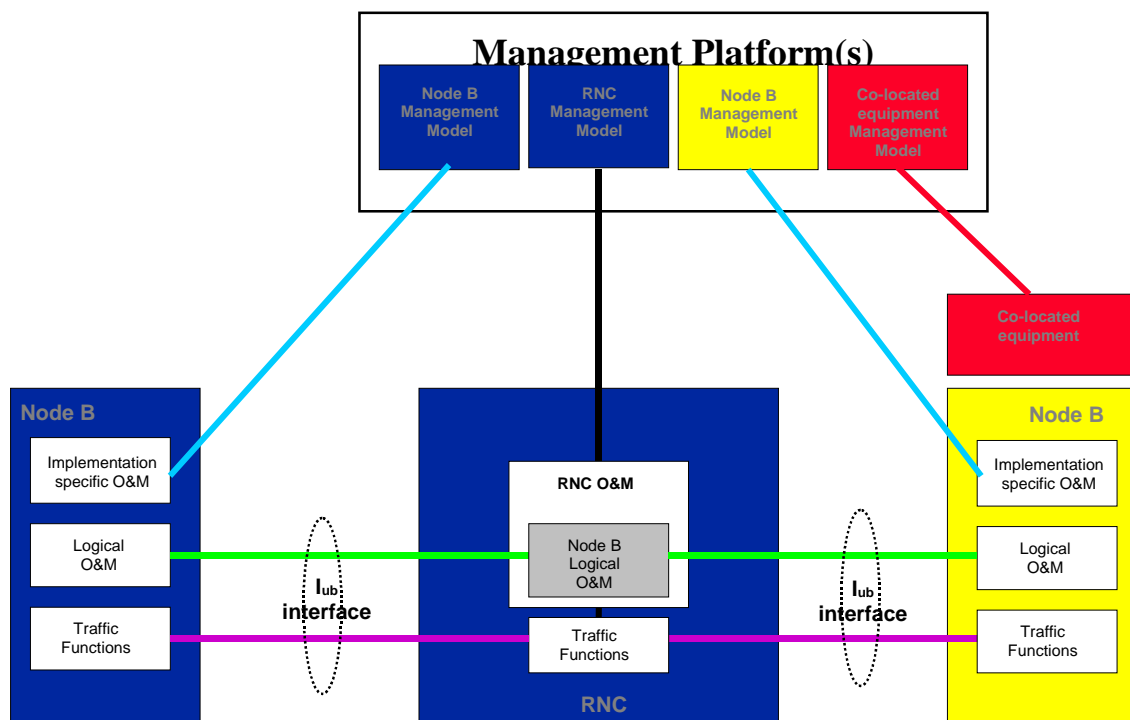 Management Platform(s)
Node B
Management
Model
RNC
Management
Model
Node B
Management
Model
Co-located
equipment
Management
Model
Co-located
equipment
Node B
Implementation
specific O&M
Logical
O&M
Traffic
Functions
Iub
interface
RNC O&M
Node B
Logical
O&M
Traffic
Functions
RNC
Iub
interface
Node B
Implementation
specific O&M
Logical
O&M
Traffic
Functions